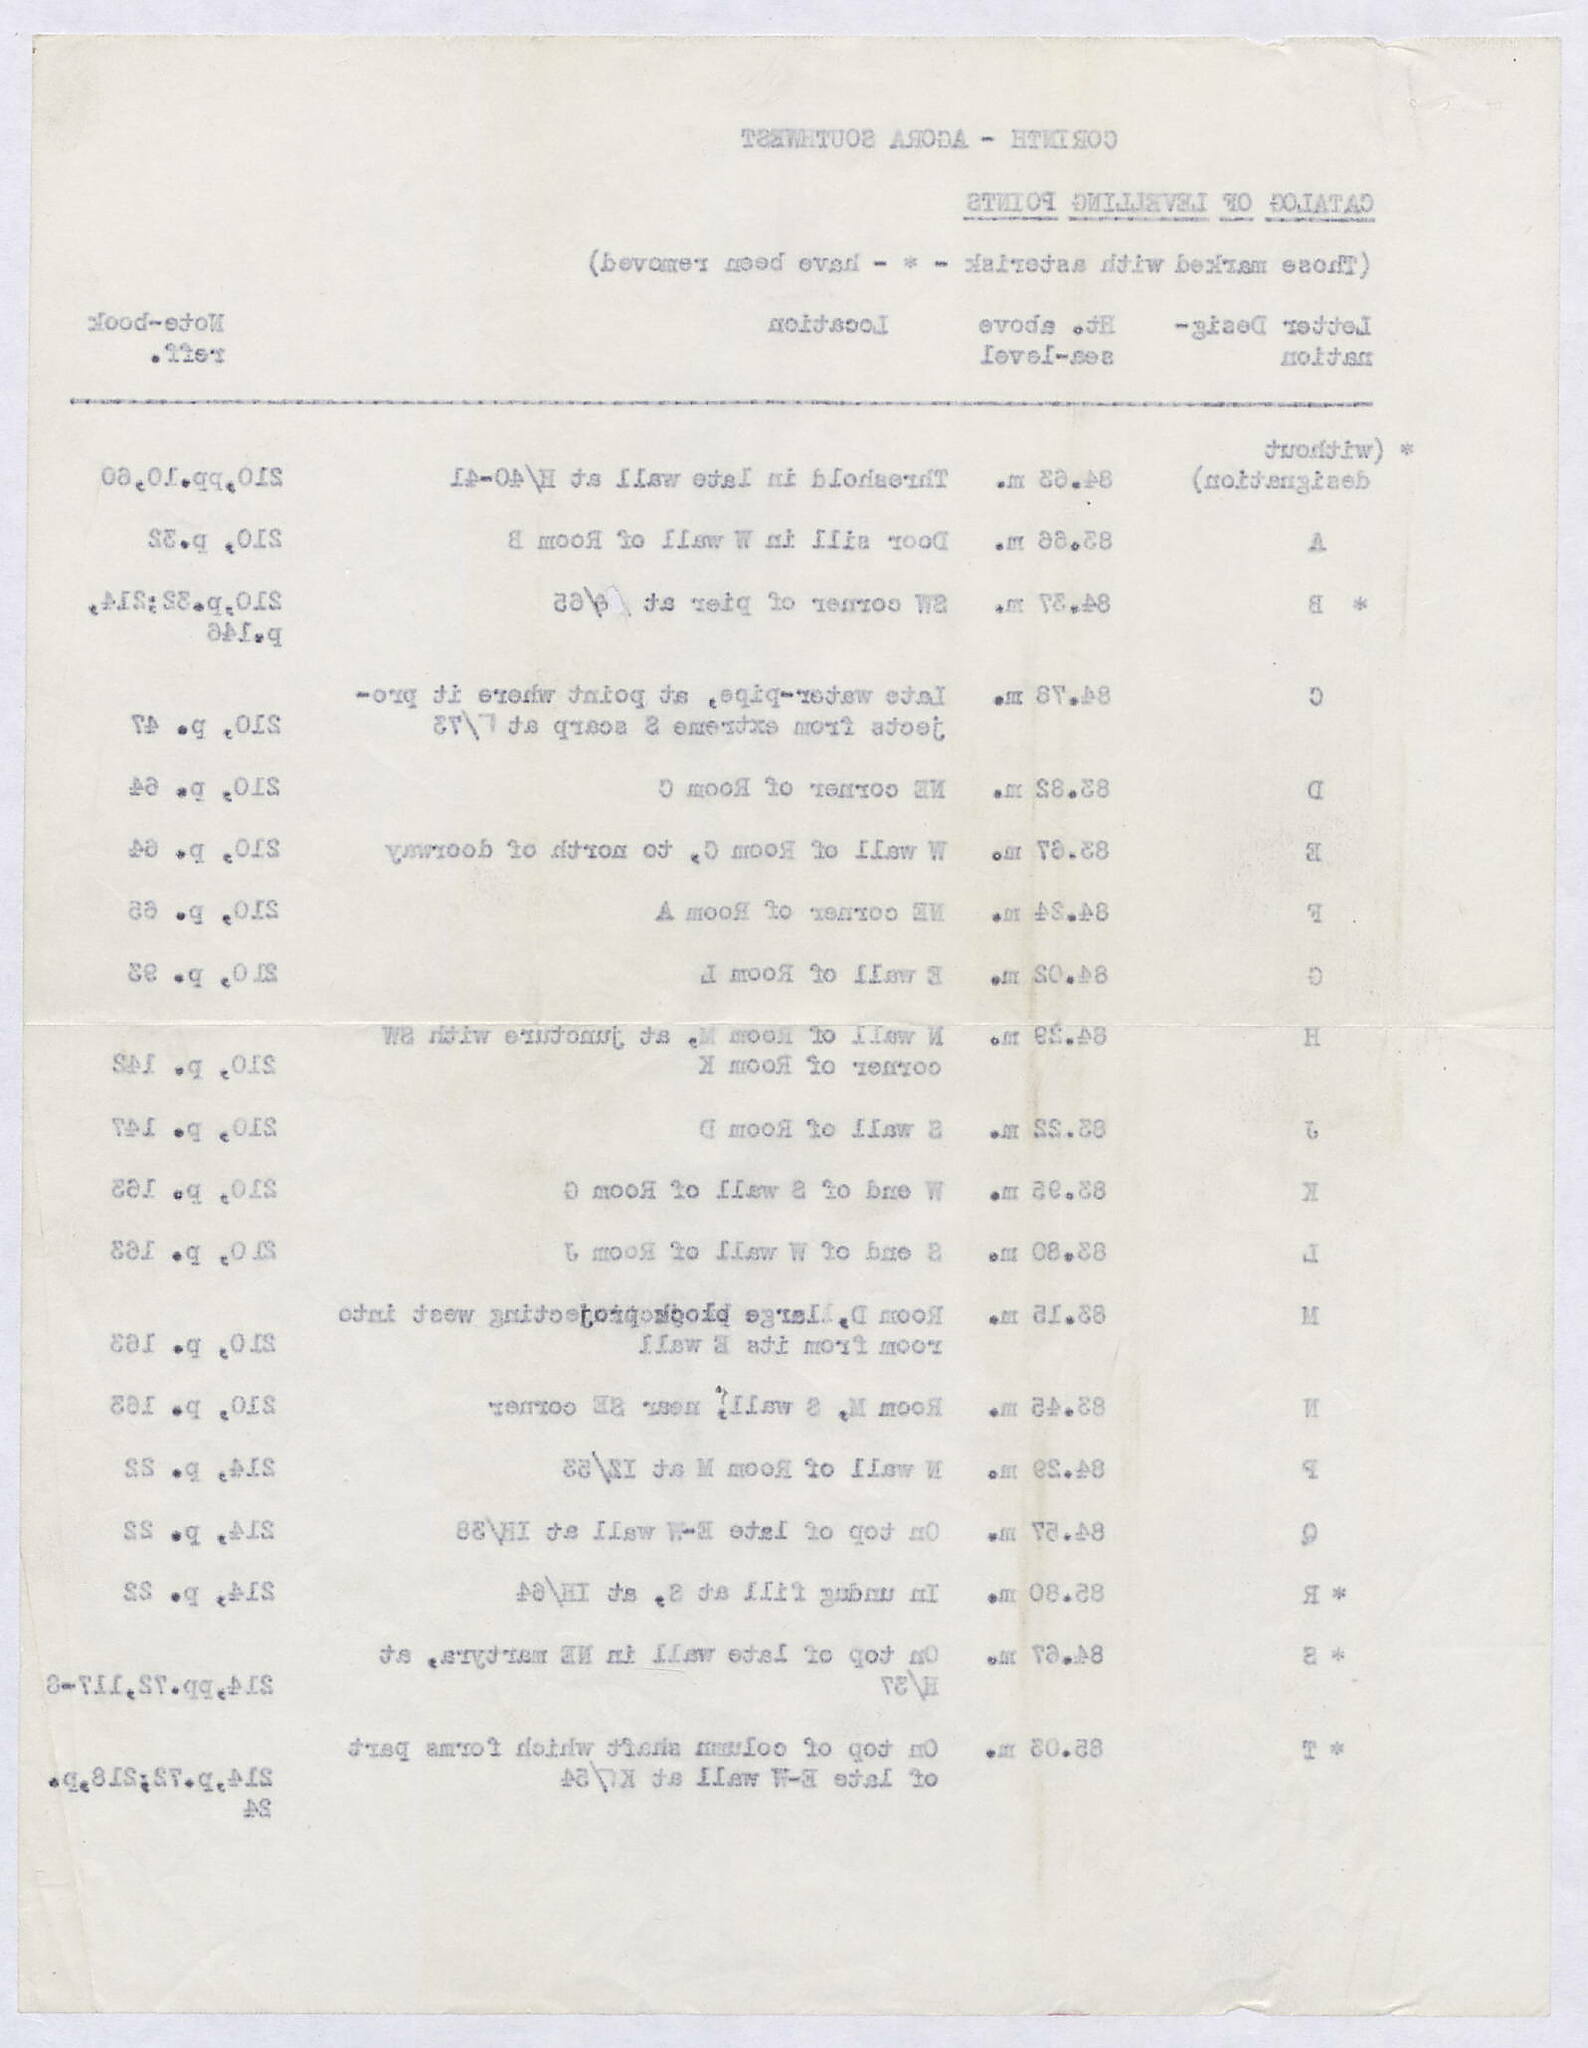 CORINTH - AGORA SOUTHWEST
CATALOG OF LEVELLING POINTS
(Those marked with asterisk - * - have been removed)
Letter Desig- Ht. above Location Note-book
nation sea-level reff.
* (without
designation) 84.63 m. Threshold in late wall at H/40-41 210,pp.10,60
A 83.66 m. Door sill in W wall of Room B 210, p.32
* B 84.37 m. SW corner of pier at /65 210,p.32;214,
p.146
C 84.78 m. Late water-pipe, at point where it pro-
jects from extreme S scarp at Γ/73 210, p. 47
D 83.82 m. NE corner of Room C 210, p. 64
E 83.67 m. W wall of Room C, to north of doorway 210, p. 64
F 84.24 m. NE corner of Room A 210, p. 65
G 84.02 m. E wall of Room L 210, p. 93
H 84.29 m. N wall of Room M, at juncture with SW
corner of Room K 210, p. 142
J 83.22 m. S wall of Room D 210, p. 147
K 83.95 m. W end of S wall of Room G 210, p. 163
L 83.80 m. S end of W wall of Room J 210, p. 163
M 83.15 m. Room D, large block projecting west into
room from its E wall 210, p. 163
N 83.45 m. Room M, S wall, near SE corner 210, p. 163
P 84.29 m. N wall of Room M at IZ/53 214, p. 22
Q 84.57 m. On top of late E-W wall at IH/38 214, p. 22
* R 85.80 m. In undug fill at S, at IH/64 214, p. 22
* S 84.67 m. On top of late wall in NE martyra, at
H/37 214,pp.72,117-8
* T 85.03 m. On top of column shaft which forms part
of late E-W wall at KΓ/54 214,p.72;218,p.
24